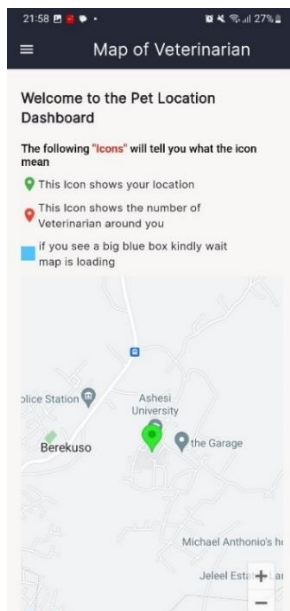 21:58
27%
Map of Veterinarian
Welcome to the Pet Location
Dashboard
The following "Icons" will tell you what the icon
mean
This Icon shows your location
This Icon shows the number of
Veterinarian around you
if you see a big blue box kindly wait
map is loading
olice Station
Ashesi
University
Berekuso
the Garage
Michael Anthonio's h
Jeleel Esta
+
−